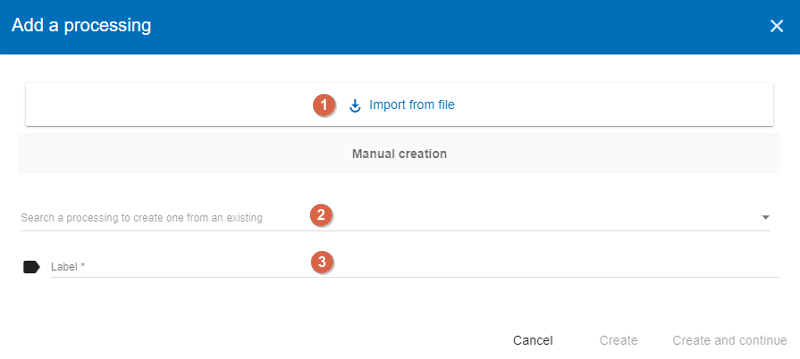 Add a processing
1 Import from file
Manual creation
Search a processing to create one from an existing 2
Label * 3
Cancel Create Create and continue